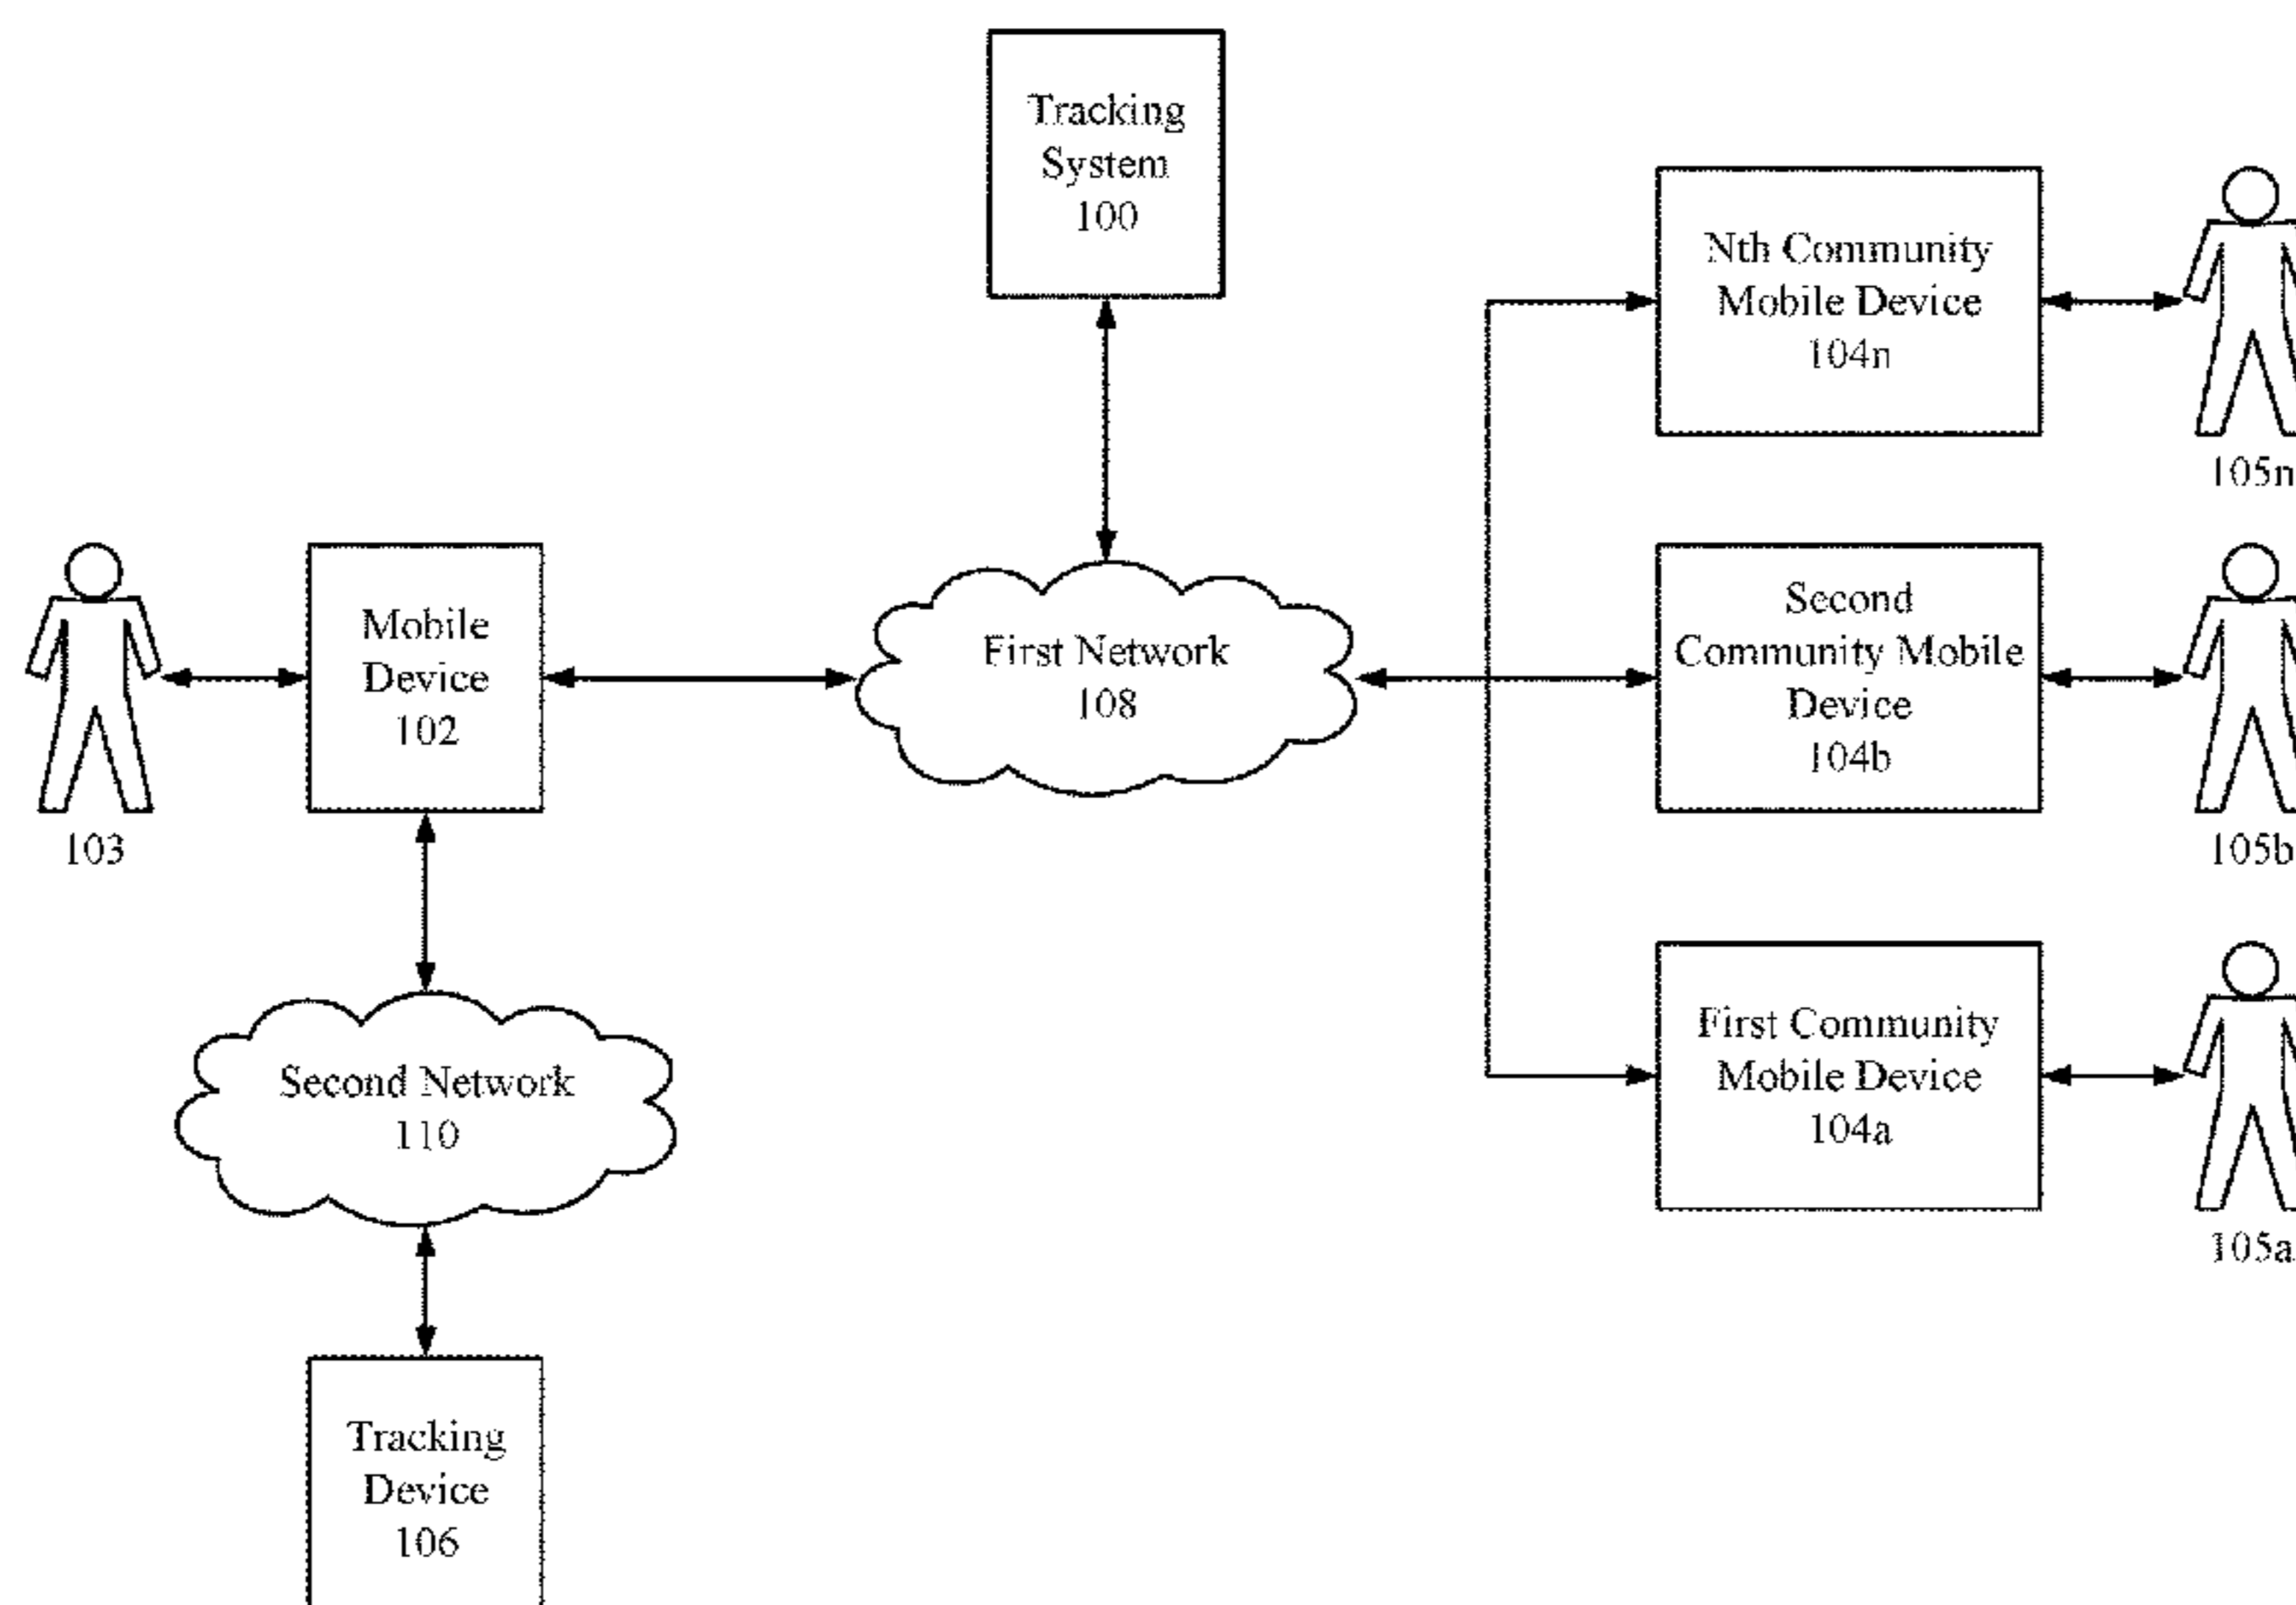 Tracking
System
100
Nth Community
Mobile Device
104n
105n
Mobile
Device
102
103
First Network
108
Second
Community Mobile
Device
104b
105b
Second Network
110
First Community
Mobile Device
104a
105a
Tracking
Device
106